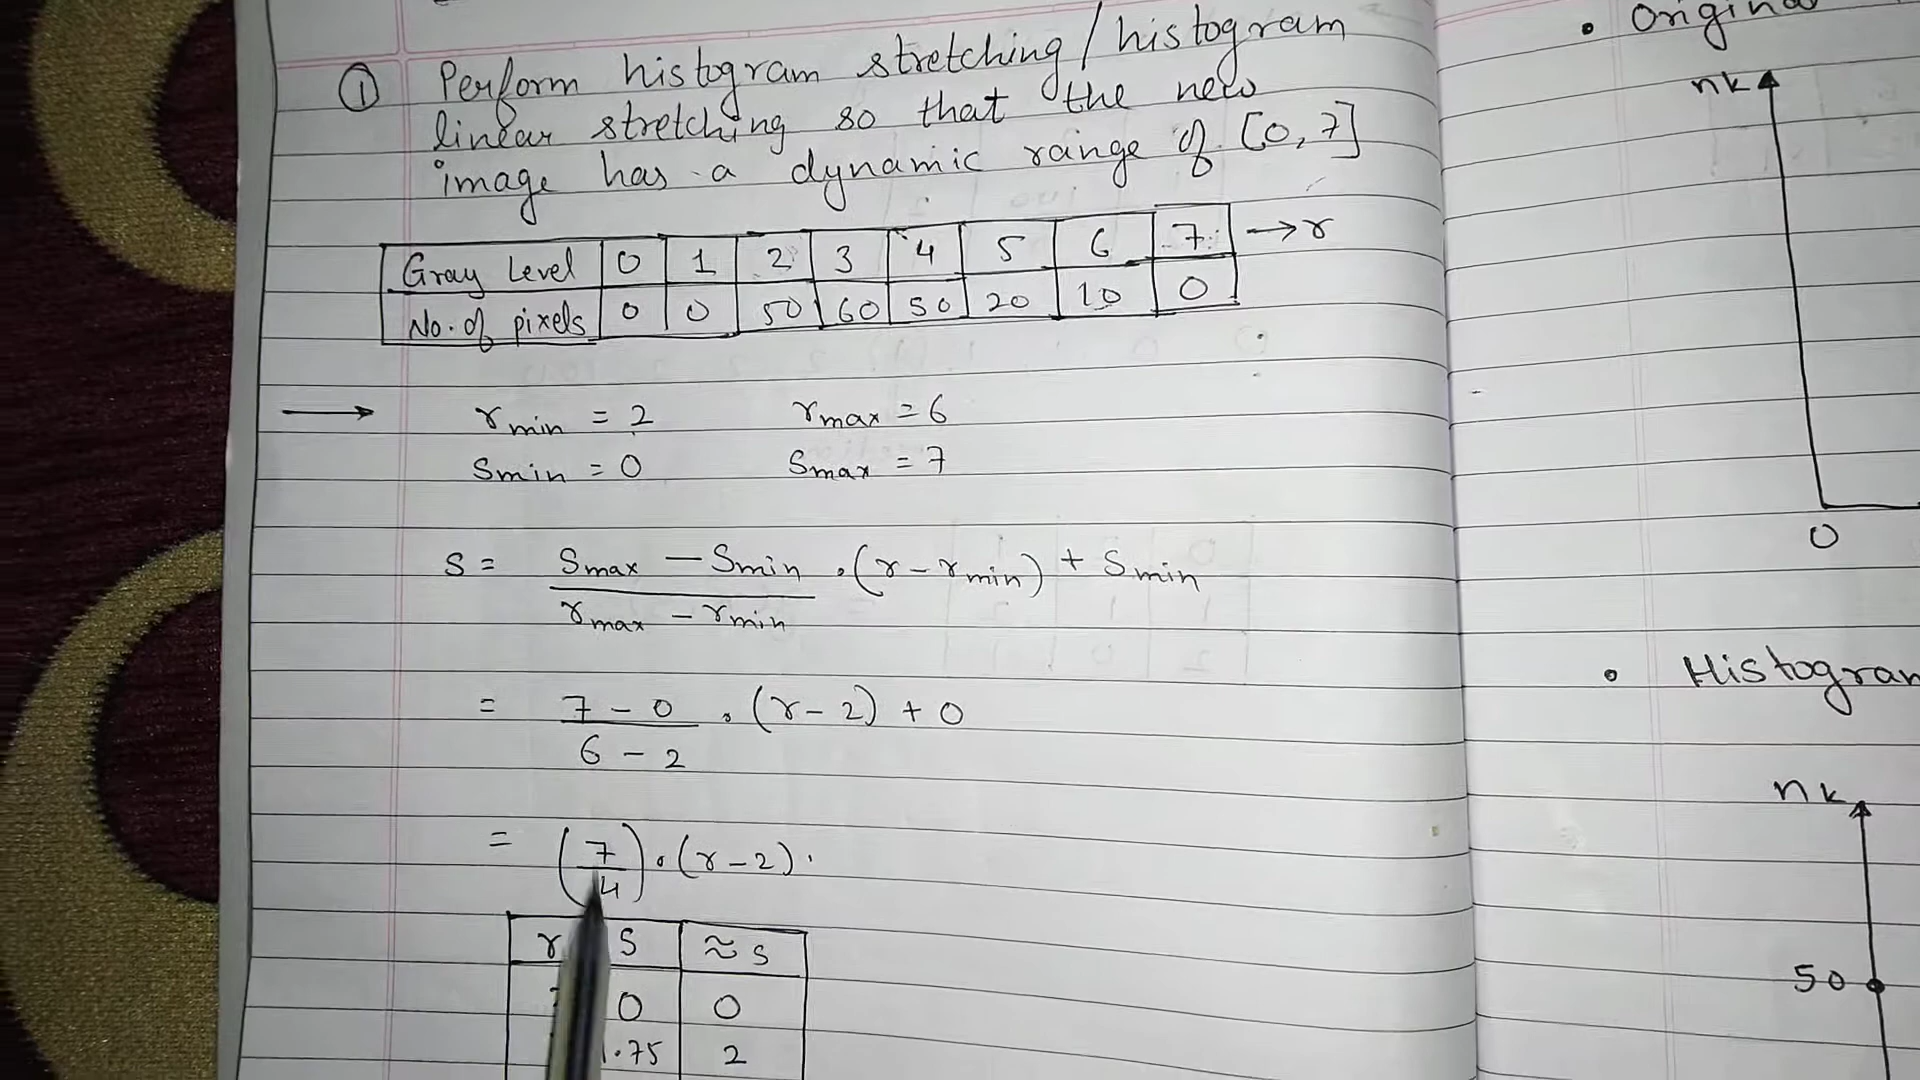 ① Perform histogram stretching / histogram
linear stretching so that the new
image has a dynamic range of [0, 7]
Gray Level 0 1 2 3 4 5 6 7 → r
No. of pixels 0 0 50 60 50 20 10 0
→ rmin = 2 rmax = 6
Smin = 0 Smax = 7
S = Smax - Smin . (r - rmin) + Smin
rmax - rmin
= 7 - 0 . (r - 2) + 0
6 - 2
= (7/4) . (r - 2).
r S ≈ s
0 0
1.75 2
nk
0
• Histogram
nk
50